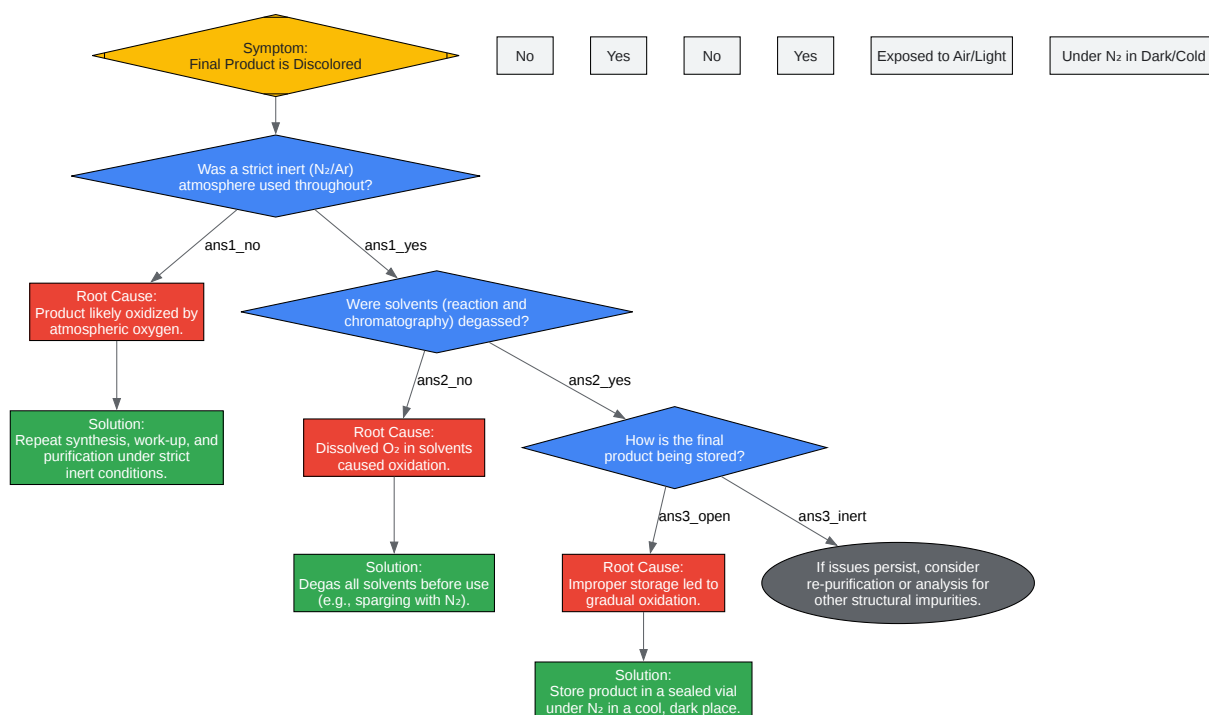 Symptom:
Final Product is Discolored
No
Yes
No
Yes
Exposed to Air/Light
Under N₂ in Dark/Cold
Was a strict inert (N₂/Ar)
atmosphere used throughout?
ans1_no
ans1_yes
Root Cause:
Product likely oxidized by
atmospheric oxygen.
Were solvents (reaction and
chromatography) degassed?
ans2_no
ans2_yes
Solution:
Repeat synthesis, work-up, and
purification under strict
inert conditions.
Root Cause:
Dissolved O₂ in solvents
caused oxidation.
How is the final
product being stored?
ans3_open
ans3_inert
Solution:
Degas all solvents before use
(e.g., sparging with N₂).
Root Cause:
Improper storage led to
gradual oxidation.
If issues persist, consider
re-purification or analysis for
other structural impurities.
Solution:
Store product in a sealed vial
under N₂ in a cool, dark place.